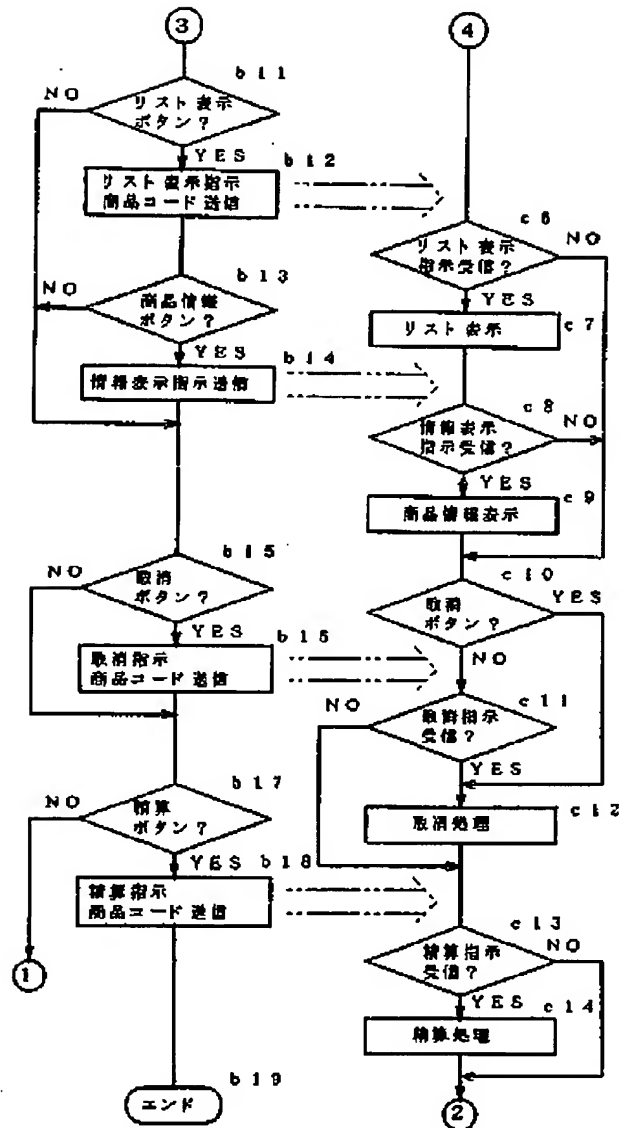 ③
b11
NO
リスト表示
ボタン？
YES
b12
リスト表示指示
商品コード送信
b13
NO
商品情報
ボタン？
YES
b14
情報表示指示送信
b15
NO
取消
ボタン？
YES
b16
取消指示
商品コード送信
b17
NO
精算
ボタン？
YES
b18
精算指示
商品コード送信
①
b19
エンド
④
c6
リスト表示
指示受信？
NO
YES
c7
リスト表示
c8
情報表示
指示受信？
NO
YES
c9
商品情報表示
c10
取消
ボタン？
YES
NO
c11
NO
取消指示
受信？
YES
c12
取消処理
c13
精算指示
受信？
NO
YES
c14
精算処理
②